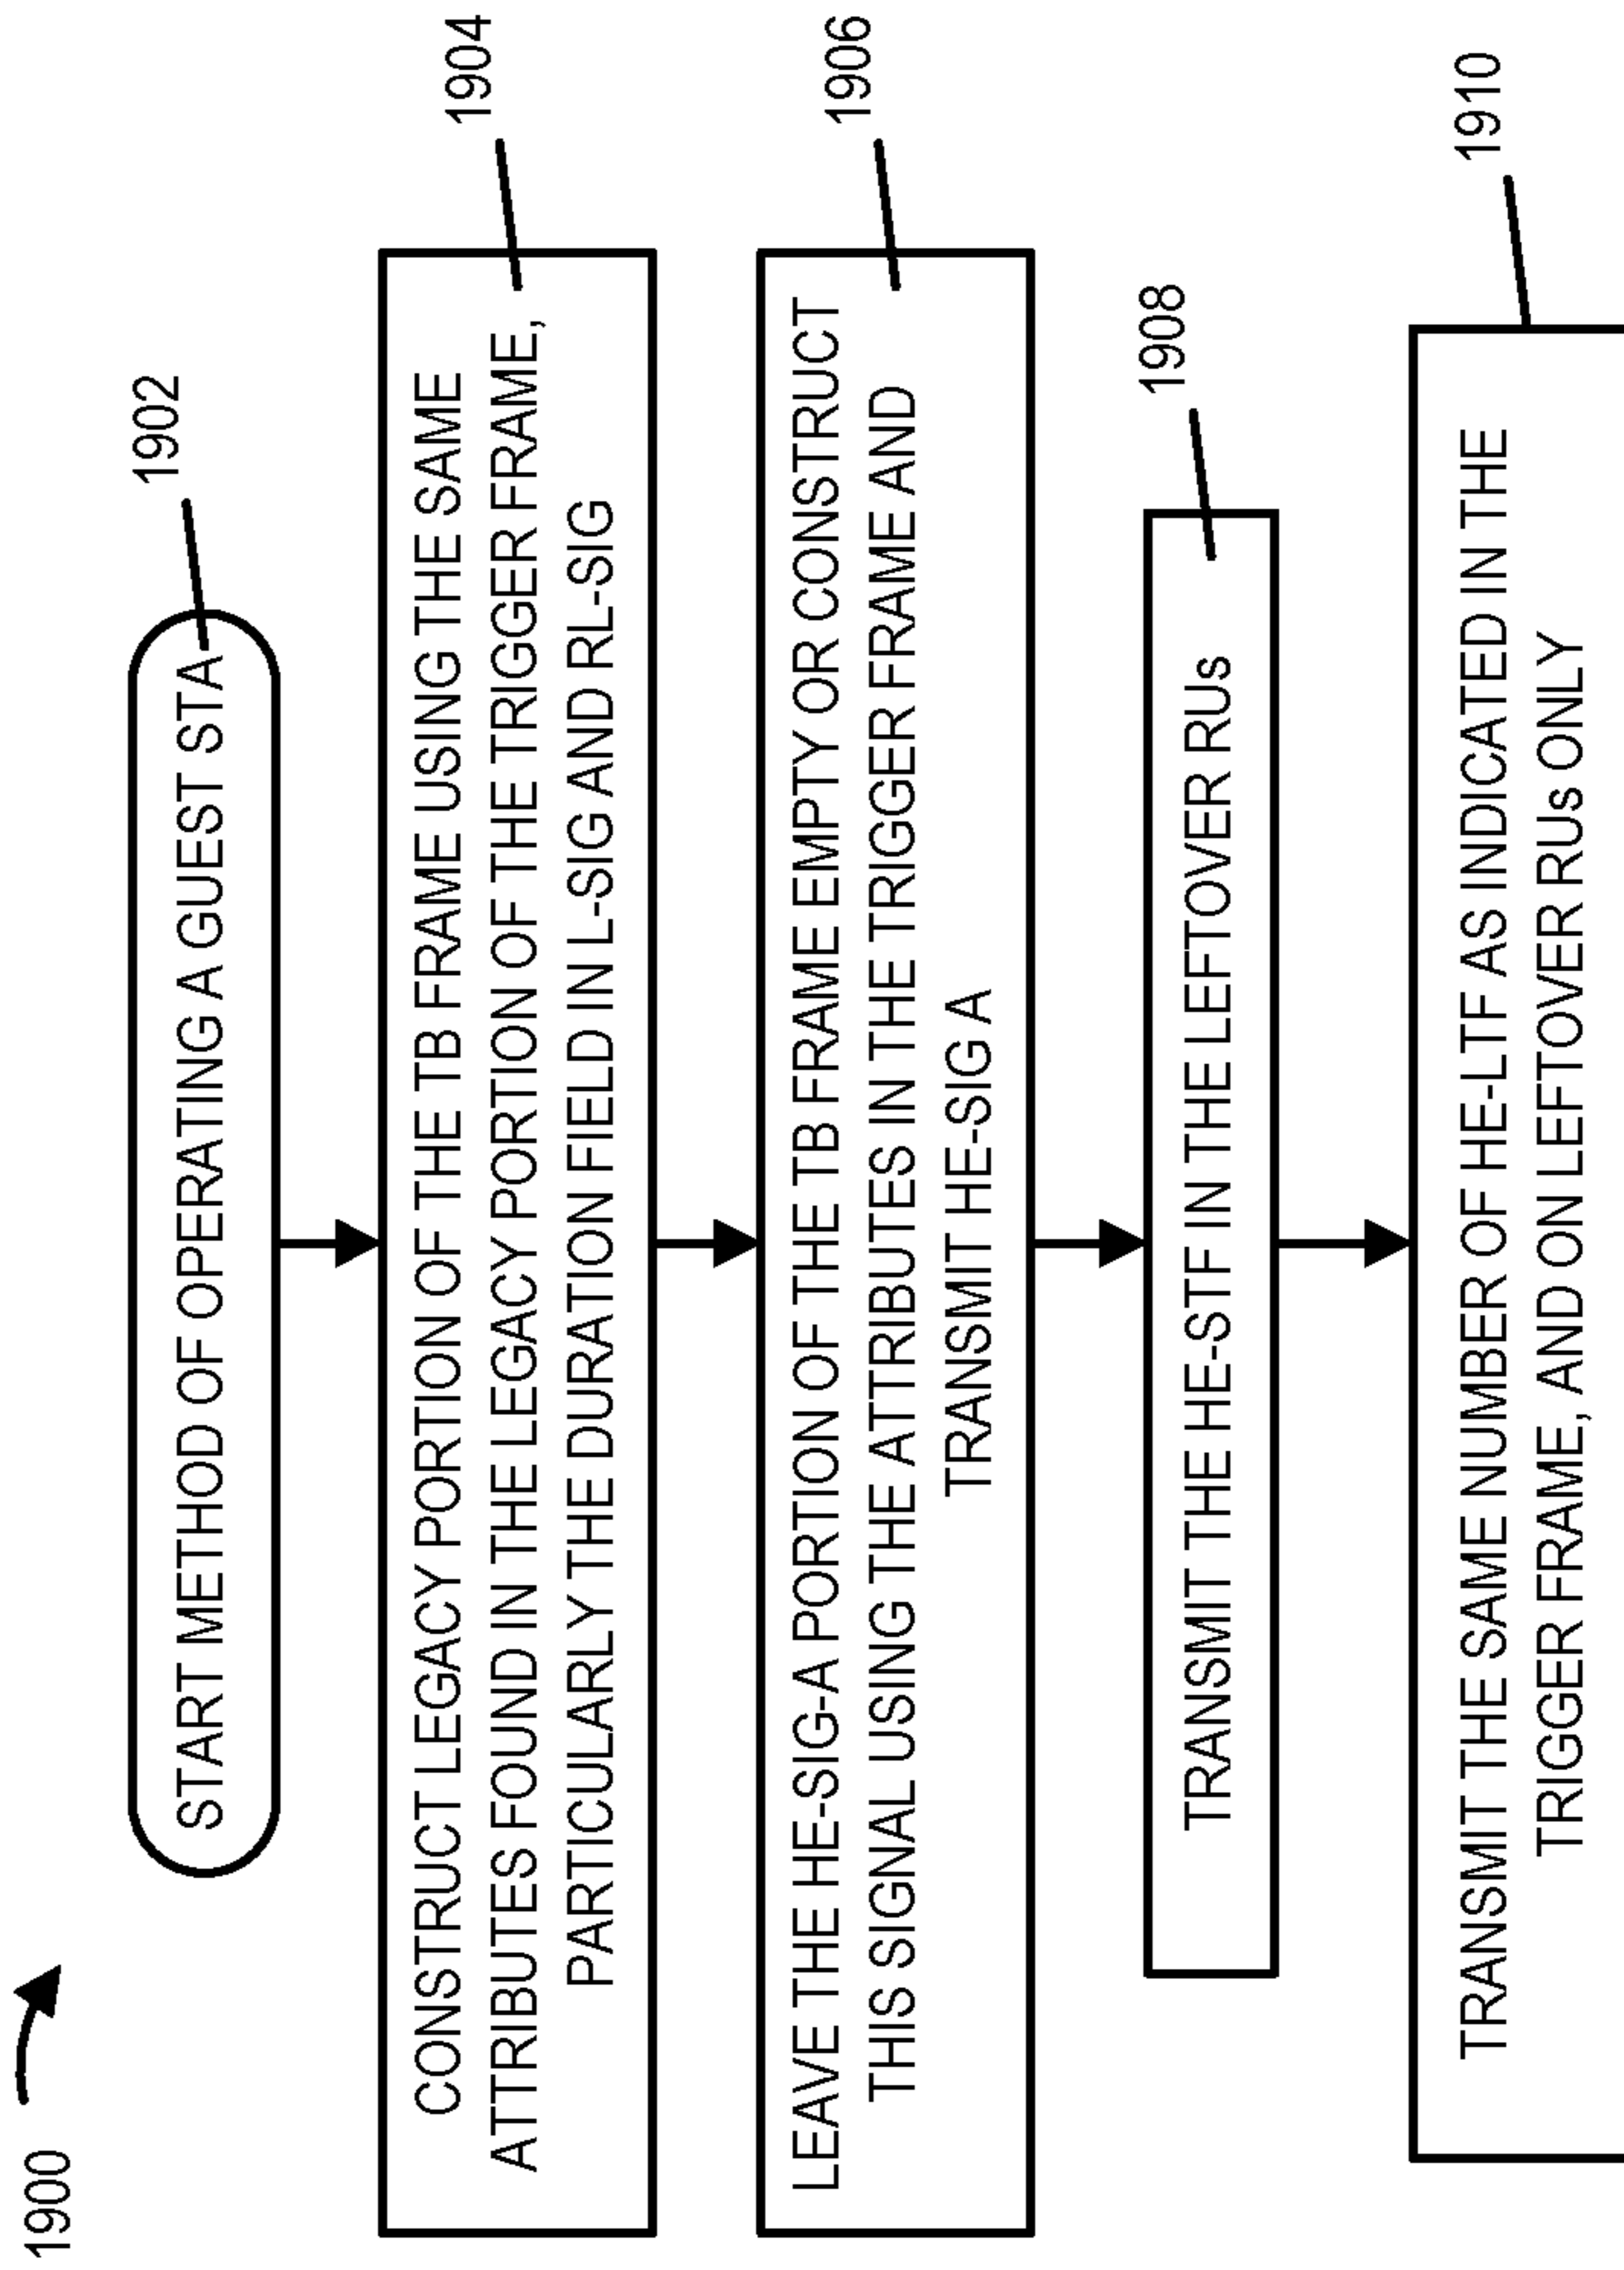 1900
START METHOD OF OPERATING A GUEST STA
1902
CONSTRUCT LEGACY PORTION OF THE TB FRAME USING THE SAME
ATTRIBUTES FOUND IN THE LEGACY PORTION OF THE TRIGGER FRAME,
PARTICULARLY THE DURATION FIELD IN L-SIG AND RL-SIG
1904
LEAVE THE HE-SIG-A PORTION OF THE TB FRAME EMPTY OR CONSTRUCT
THIS SIGNAL USING THE ATTRIBUTES IN THE TRIGGER FRAME AND
TRANSMIT HE-SIG A
1906
TRANSMIT THE HE-STF IN THE LEFTOVER RUs
1908
TRANSMIT THE SAME NUMBER OF HE-LTF AS INDICATED IN THE
TRIGGER FRAME, AND ON LEFTOVER RUs ONLY
1910